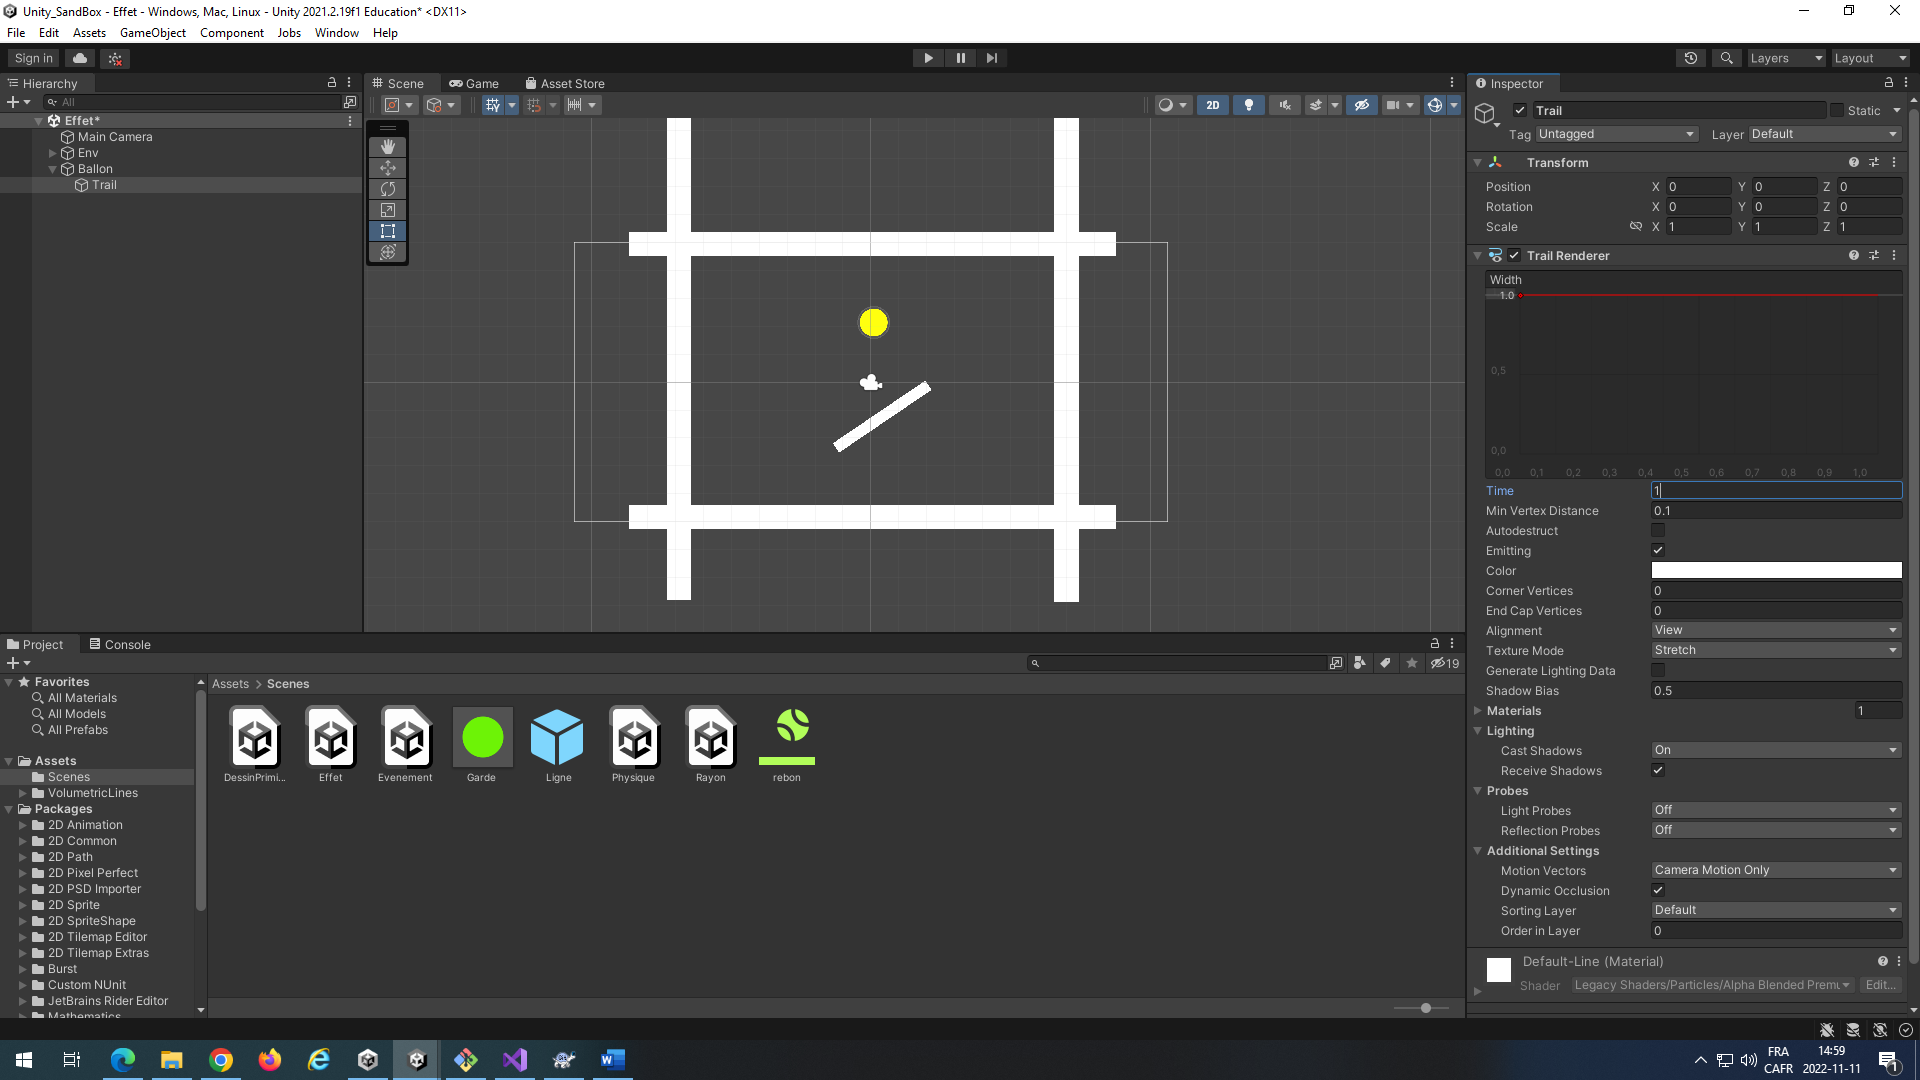 Unity_SandBox - Effet - Windows, Mac, Linux - Unity 2021.2.19f1 Education* <DX11>
File Edit Assets GameObject Component Jobs Window Help
Sign in
Layers Layout
Hierarchy
All
Effet*
Main Camera
Env
Ballon
Trail
Scene Game Asset Store
2D
Inspector
Trail Static
Tag Untagged Layer Default
Transform
Position X 0 Y 0 Z 0
Rotation X 0 Y 0 Z 0
Scale X 1 Y 1 Z 1
Trail Renderer
Width
1.0
0,5
0,0
0,0 0,1 0,2 0,3 0,4 0,5 0,6 0,7 0,8 0,9 1,0
Time 1
Min Vertex Distance 0.1
Autodestruct
Emitting
Color
Corner Vertices 0
End Cap Vertices 0
Alignment View
Texture Mode Stretch
Generate Lighting Data
Shadow Bias 0.5
Materials 1
Lighting
Cast Shadows On
Receive Shadows
Probes
Light Probes Off
Reflection Probes Off
Additional Settings
Motion Vectors Camera Motion Only
Dynamic Occlusion
Sorting Layer Default
Order in Layer 0
Default-Line (Material)
Shader Legacy Shaders/Particles/Alpha Blended Premu Edit...
Project Console
19
Favorites
All Materials
All Models
All Prefabs
Assets
Scenes
VolumetricLines
Packages
2D Animation
2D Common
2D Path
2D Pixel Perfect
2D PSD Importer
2D Sprite
2D SpriteShape
2D Tilemap Editor
2D Tilemap Extras
Burst
Custom NUnit
JetBrains Rider Editor
Mathematics
Assets > Scenes
DessinPrimi... Effet Evenement Garde Ligne Physique Rayon rebon
FRA
CAFR
14:59
2022-11-11
1